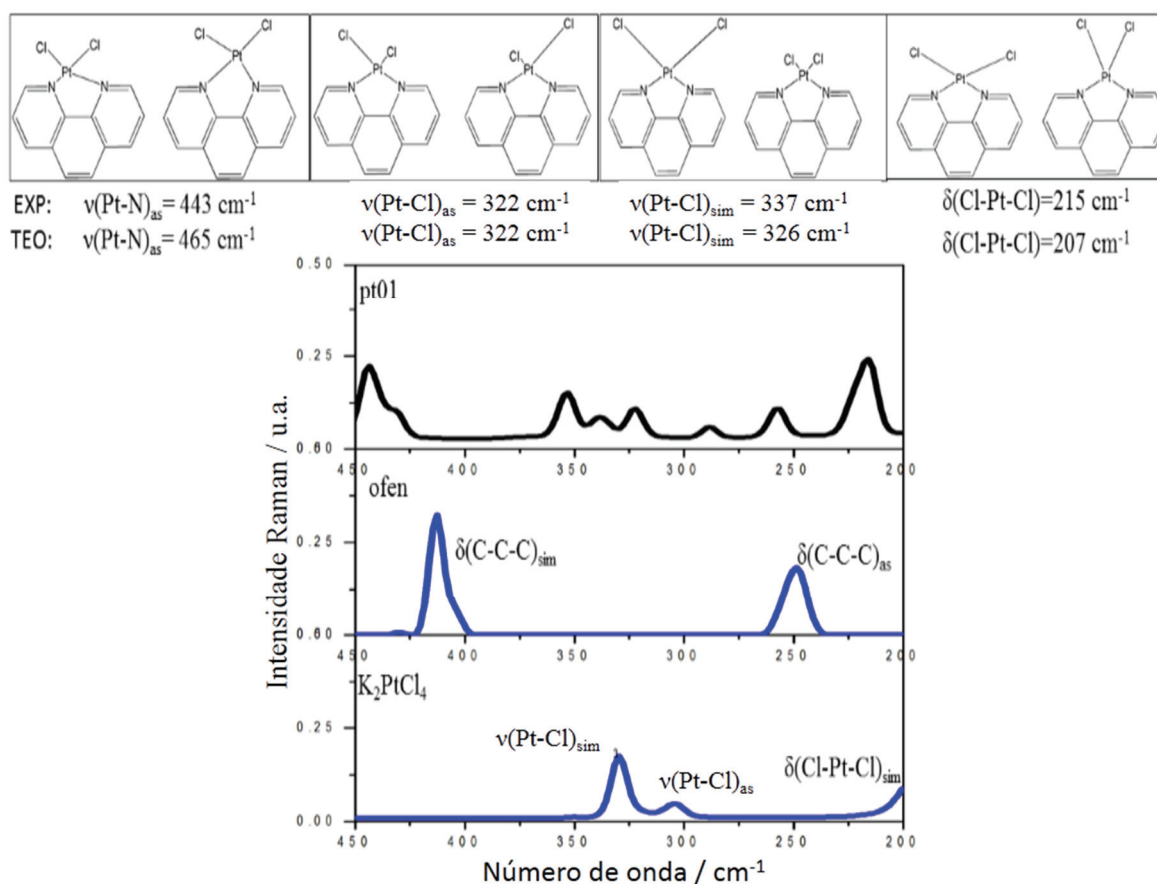 Cl Cl Pt N N
Cl Pt Cl N N
Cl Cl Pt N N
Cl Cl Pt N N
Cl Cl Pt N N
Cl Cl Pt N N
Cl Cl Pt N N
Cl Cl Pt N N
EXP: ν(Pt-N)as= 443 cm-1 ν(Pt-Cl)as = 322 cm-1 ν(Pt-Cl)sim = 337 cm-1 δ(Cl-Pt-Cl)=215 cm-1
TEO: ν(Pt-N)as= 465 cm-1 ν(Pt-Cl)as = 322 cm-1 ν(Pt-Cl)sim = 326 cm-1 δ(Cl-Pt-Cl)=207 cm-1
Intensidade Raman / u.a.
0.50
pt01
0.25
0.00
450 400 350 300 250 200
ofen
δ(C-C-C)sim
δ(C-C-C)as
0.25
0.00
450 400 350 300 250 200
K2PtCl4
ν(Pt-Cl)sim
0.25
ν(Pt-Cl)as
δ(Cl-Pt-Cl)sim
0.00
450 400 350 300 250 200
Número de onda / cm-1